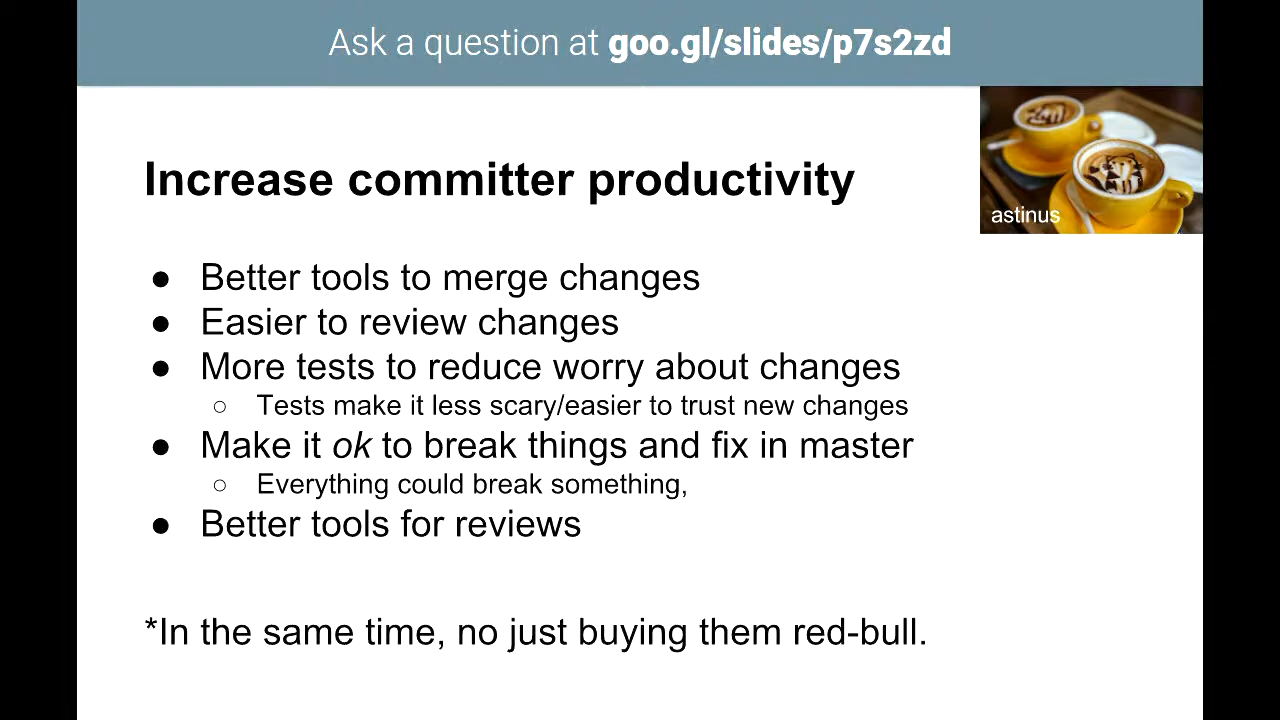 Ask a question at goo.gl/slides/p7s2zd
astinus
Increase committer productivity
● Better tools to merge changes
● Easier to review changes
● More tests to reduce worry about changes
○ Tests make it less scary/easier to trust new changes
● Make it ok to break things and fix in master
○ Everything could break something,
● Better tools for reviews
*In the same time, no just buying them red-bull.